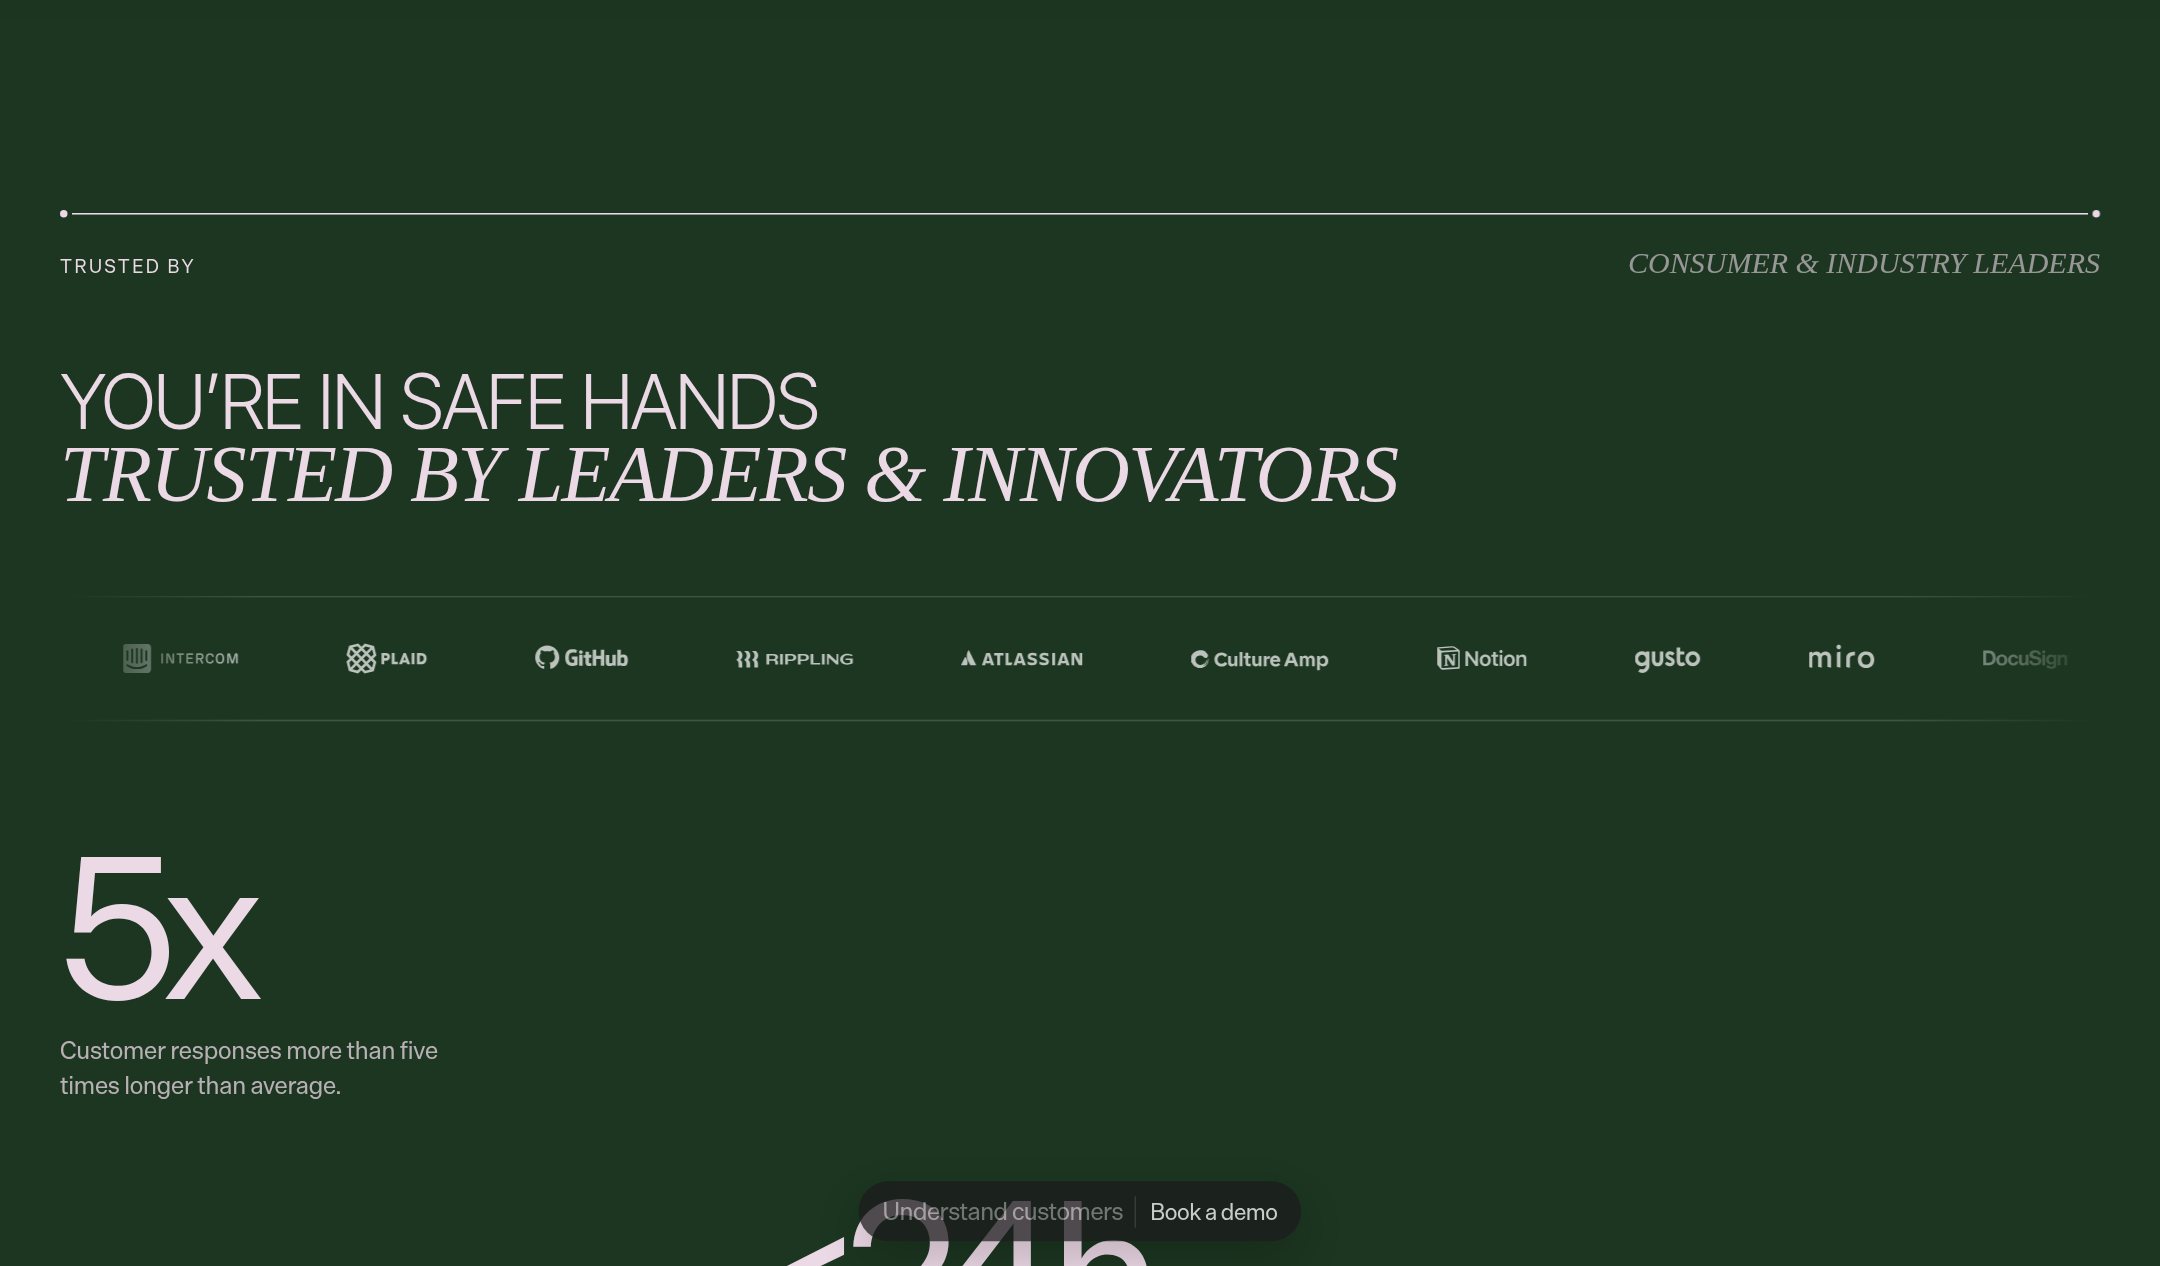 TRUSTED BY
CONSUMER & INDUSTRY LEADERS
YOU'RE IN SAFE HANDS
TRUSTED BY LEADERS & INNOVATORS
INTERCOM
PLAID
GitHub
RIPPLING
ATLASSIAN
Culture Amp
Notion
gusto
miro
DocuSign
5x
Customer responses more than five
times longer than average.
Understand customers
Book a demo
<24h